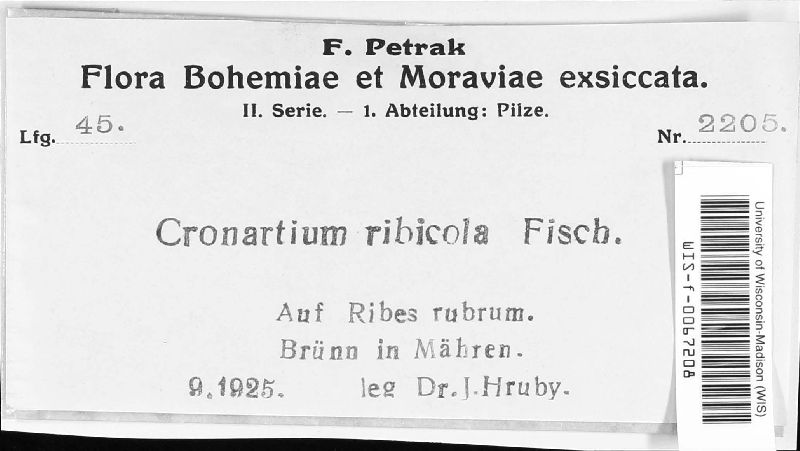 F. Petrak
Flora Bohemiae et Moraviae exsiccata.
II. Serie. — 1. Abteilung: Pilze.
Lfg. 45.
Nr. 2205.
Cronartium ribicola Fisch.
Auf Ribes rubrum.
Brünn in Mähren.
9.1925. leg Dr.J.Hruby.
University of Wisconsin-Madison (WIS)
WIS-f-0067208